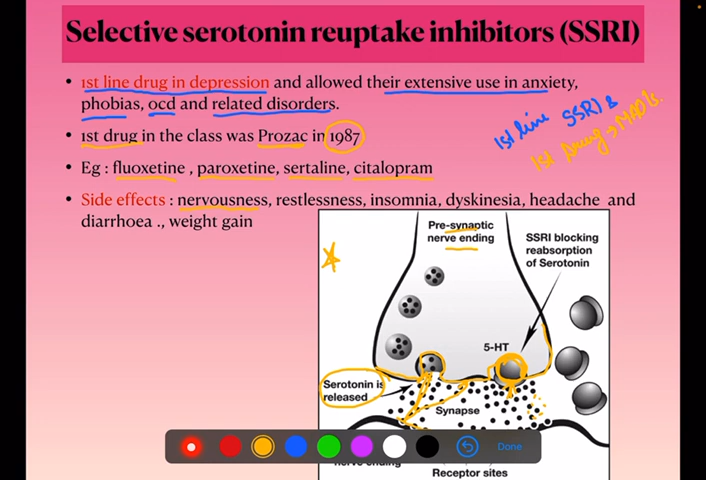 Selective serotonin reuptake inhibitors (SSRI)
• 1st line drug in depression and allowed their extensive use in anxiety,
phobias, ocd and related disorders.
• 1st drug in the class was Prozac in 1987
• Eg : fluoxetine , paroxetine, sertaline, citalopram
• Side effects : nervousness, restlessness, insomnia, dyskinesia, headache and
diarrhoea ., weight gain
1st line SSRI's
1st Drug → MAO Is.
Pre-synaptic
nerve ending
SSRI blocking
reabsorption
of Serotonin
5-HT
Serotonin is
released
Synapse
Done
nerve ending
Receptor sites